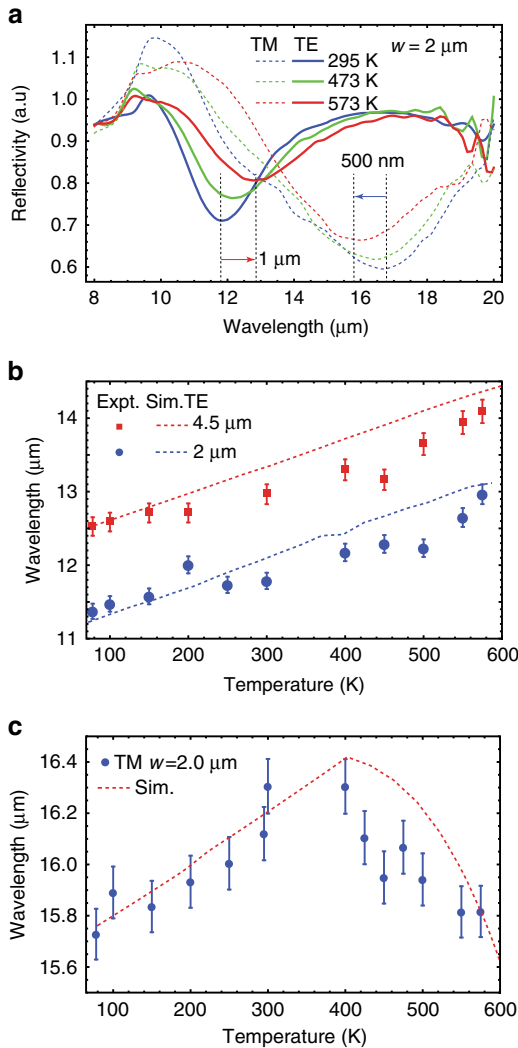 a
TM TE w = 2 μm
295 K
473 K
573 K
1.1
1.0
0.9
0.8
0.7
0.6
Reflectivity (a.u)
500 nm
1 μm
8 10 12 14 16 18 20
Wavelength (μm)
b
Expt. Sim.TE
4.5 μm
2 μm
14
13
12
11
Wavelength (μm)
100 200 300 400 500 600
Temperature (K)
c
TM w=2.0 μm
Sim.
16.4
16.2
16.0
15.8
15.6
Wavelength (μm)
100 200 300 400 500 600
Temperature (K)